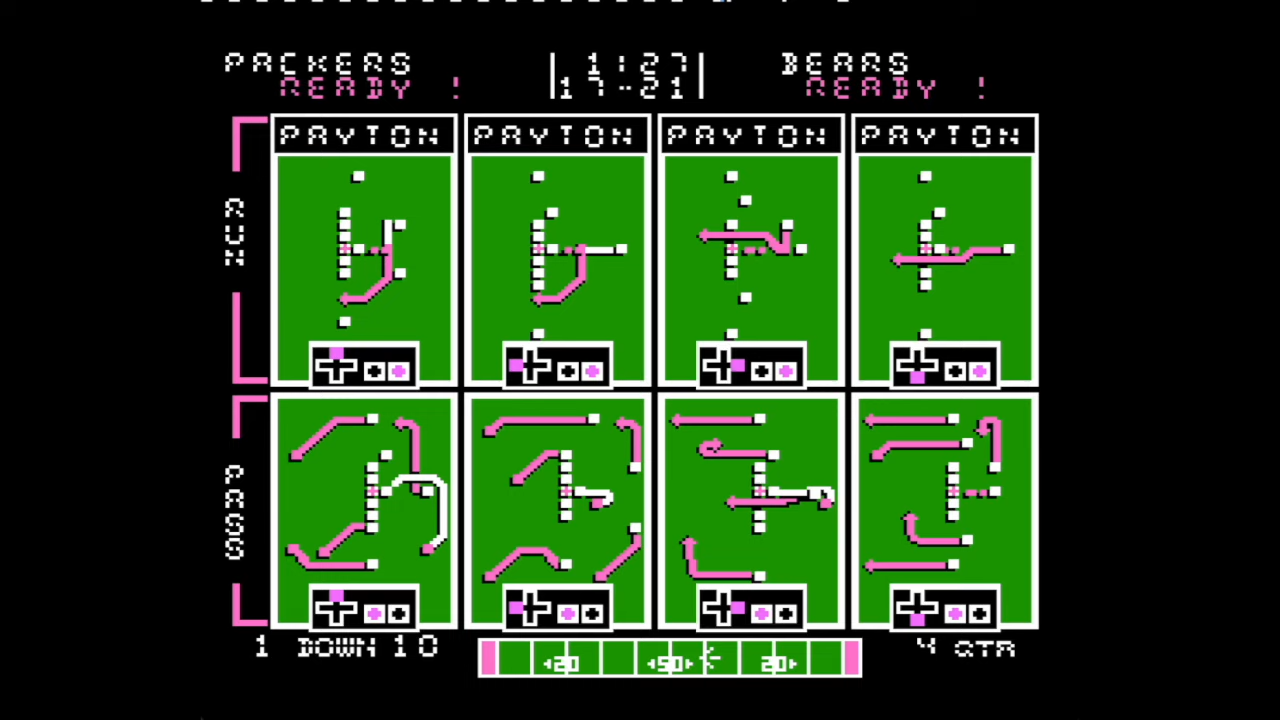 PACKERS 1:27 BEARS
READY ! 17-21 READY !
PAYTON PAYTON PAYTON PAYTON
RUN
PASS
1 DOWN 10 4 QTR
◂20 ◂50▸ 20▸